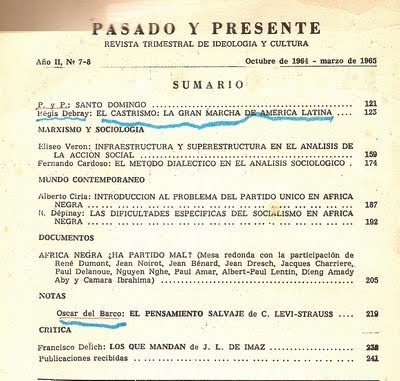 PASADO Y PRESENTE
REVISTA TRIMESTRAL DE IDEOLOGIA Y CULTURA
Año II, Nº 7-8 Octubre de 1964 - marzo de 1965
SUMARIO
P. y P.: SANTO DOMINGO ........ 121
Régis Debray: EL CASTRISMO: LA GRAN MARCHA DE AMERICA LATINA ........ 123
MARXISMO Y SOCIOLOGIA
Eliseo Veron: INFRAESTRUCTURA Y SUPERESTRUCTURA EN EL ANALISIS DE
LA ACCION SOCIAL ........ 159
Fernando Cardoso: EL METODO DIALECTICO EN EL ANALISIS SOCIOLOGICO . 174
MUNDO CONTEMPORANEO
Alberto Ciria: INTRODUCCION AL PROBLEMA DEL PARTIDO UNICO EN AFRICA
NEGRA ........ 187
R. Dépinay: LAS DIFICULTADES ESPECIFICAS DEL SOCIALISMO EN AFRICA
NEGRA ........ 192
DOCUMENTOS
AFRICA NEGRA ¿HA PARTIDO MAL? (Mesa redonda con la participación
de René Dumont, Jean Noirot, Jean Bénard, Jean Dresch, Jacques Charriere,
Paul Delanoue, Nguyen Nghe, Paul Amar, Albert-Paul Lentin, Dieng Amady
Aby y Camara Ibrahima) ........ 205
NOTAS
Oscar del Barco: EL PENSAMIENTO SALVAJE de C. LEVI-STRAUSS .... 219
CRITICA
Francisco Delich: LOS QUE MANDAN de J. L. DE IMAZ ........ 238
Publicaciones recibidas ........ 241